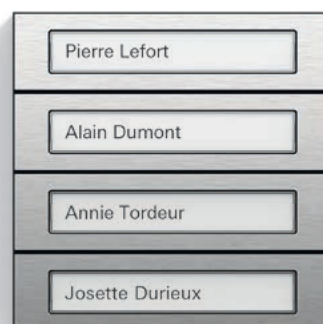 Pierre Lefort
Alain Dumont
Annie Tordeur
Josette Durieux